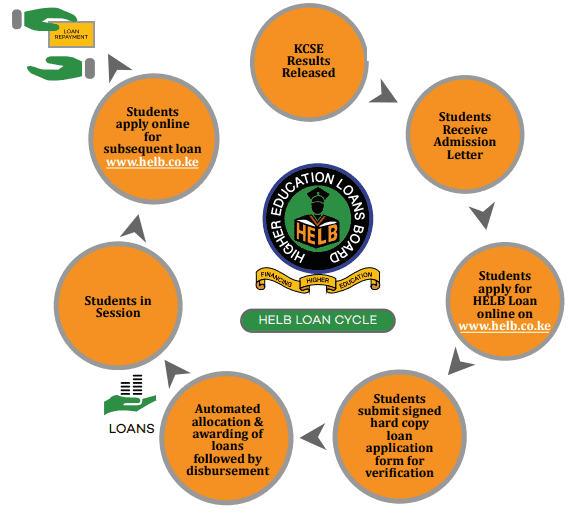 LOAN
REPAYMENT
KCSE
Results
Released
Students
Receive
Admission
Letter
Students
apply for
HELB Loan
online on
www.helb.co.ke
Students
submit signed
hard copy
loan
application
form for
verification
Automated
allocation &
awarding of
loans
followed by
disbursement
LOANS
Students in
Session
Students
apply online
for
subsequent loan
www.helb.co.ke
HIGHER EDUCATION LOANS BOARD
HELB
FINANCING HIGHER EDUCATION
HELB LOAN CYCLE